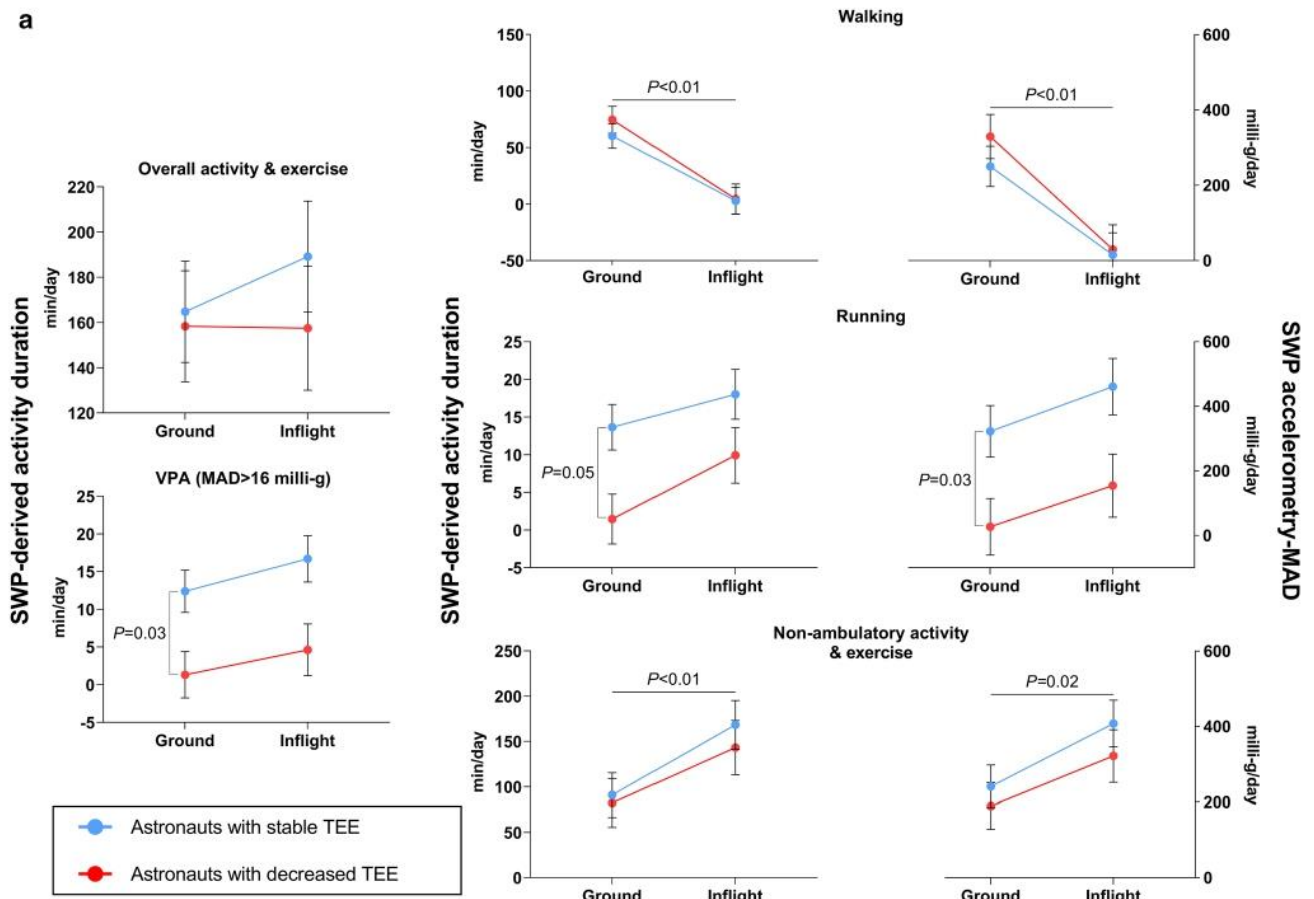 a
SWP-derived activity duration
Overall activity & exercise
min/day
220
200
180
160
140
120
Ground
Inflight
VPA (MAD>16 milli-g)
min/day
25
20
15
10
5
0
-5
P=0.03
Ground
Inflight
Astronauts with stable TEE
Astronauts with decreased TEE
SWP-derived activity duration
Walking
min/day
150
100
50
0
-50
P<0.01
Ground
Inflight
P<0.01
Ground
Inflight
600
400
200
0
milli-g/day
Running
min/day
25
20
15
10
5
0
-5
P=0.05
Ground
Inflight
P=0.03
Ground
Inflight
600
400
200
0
milli-g/day
Non-ambulatory activity
& exercise
min/day
250
200
150
100
50
0
P<0.01
Ground
Inflight
P=0.02
Ground
Inflight
600
400
200
0
milli-g/day
SWP accelerometry-MAD